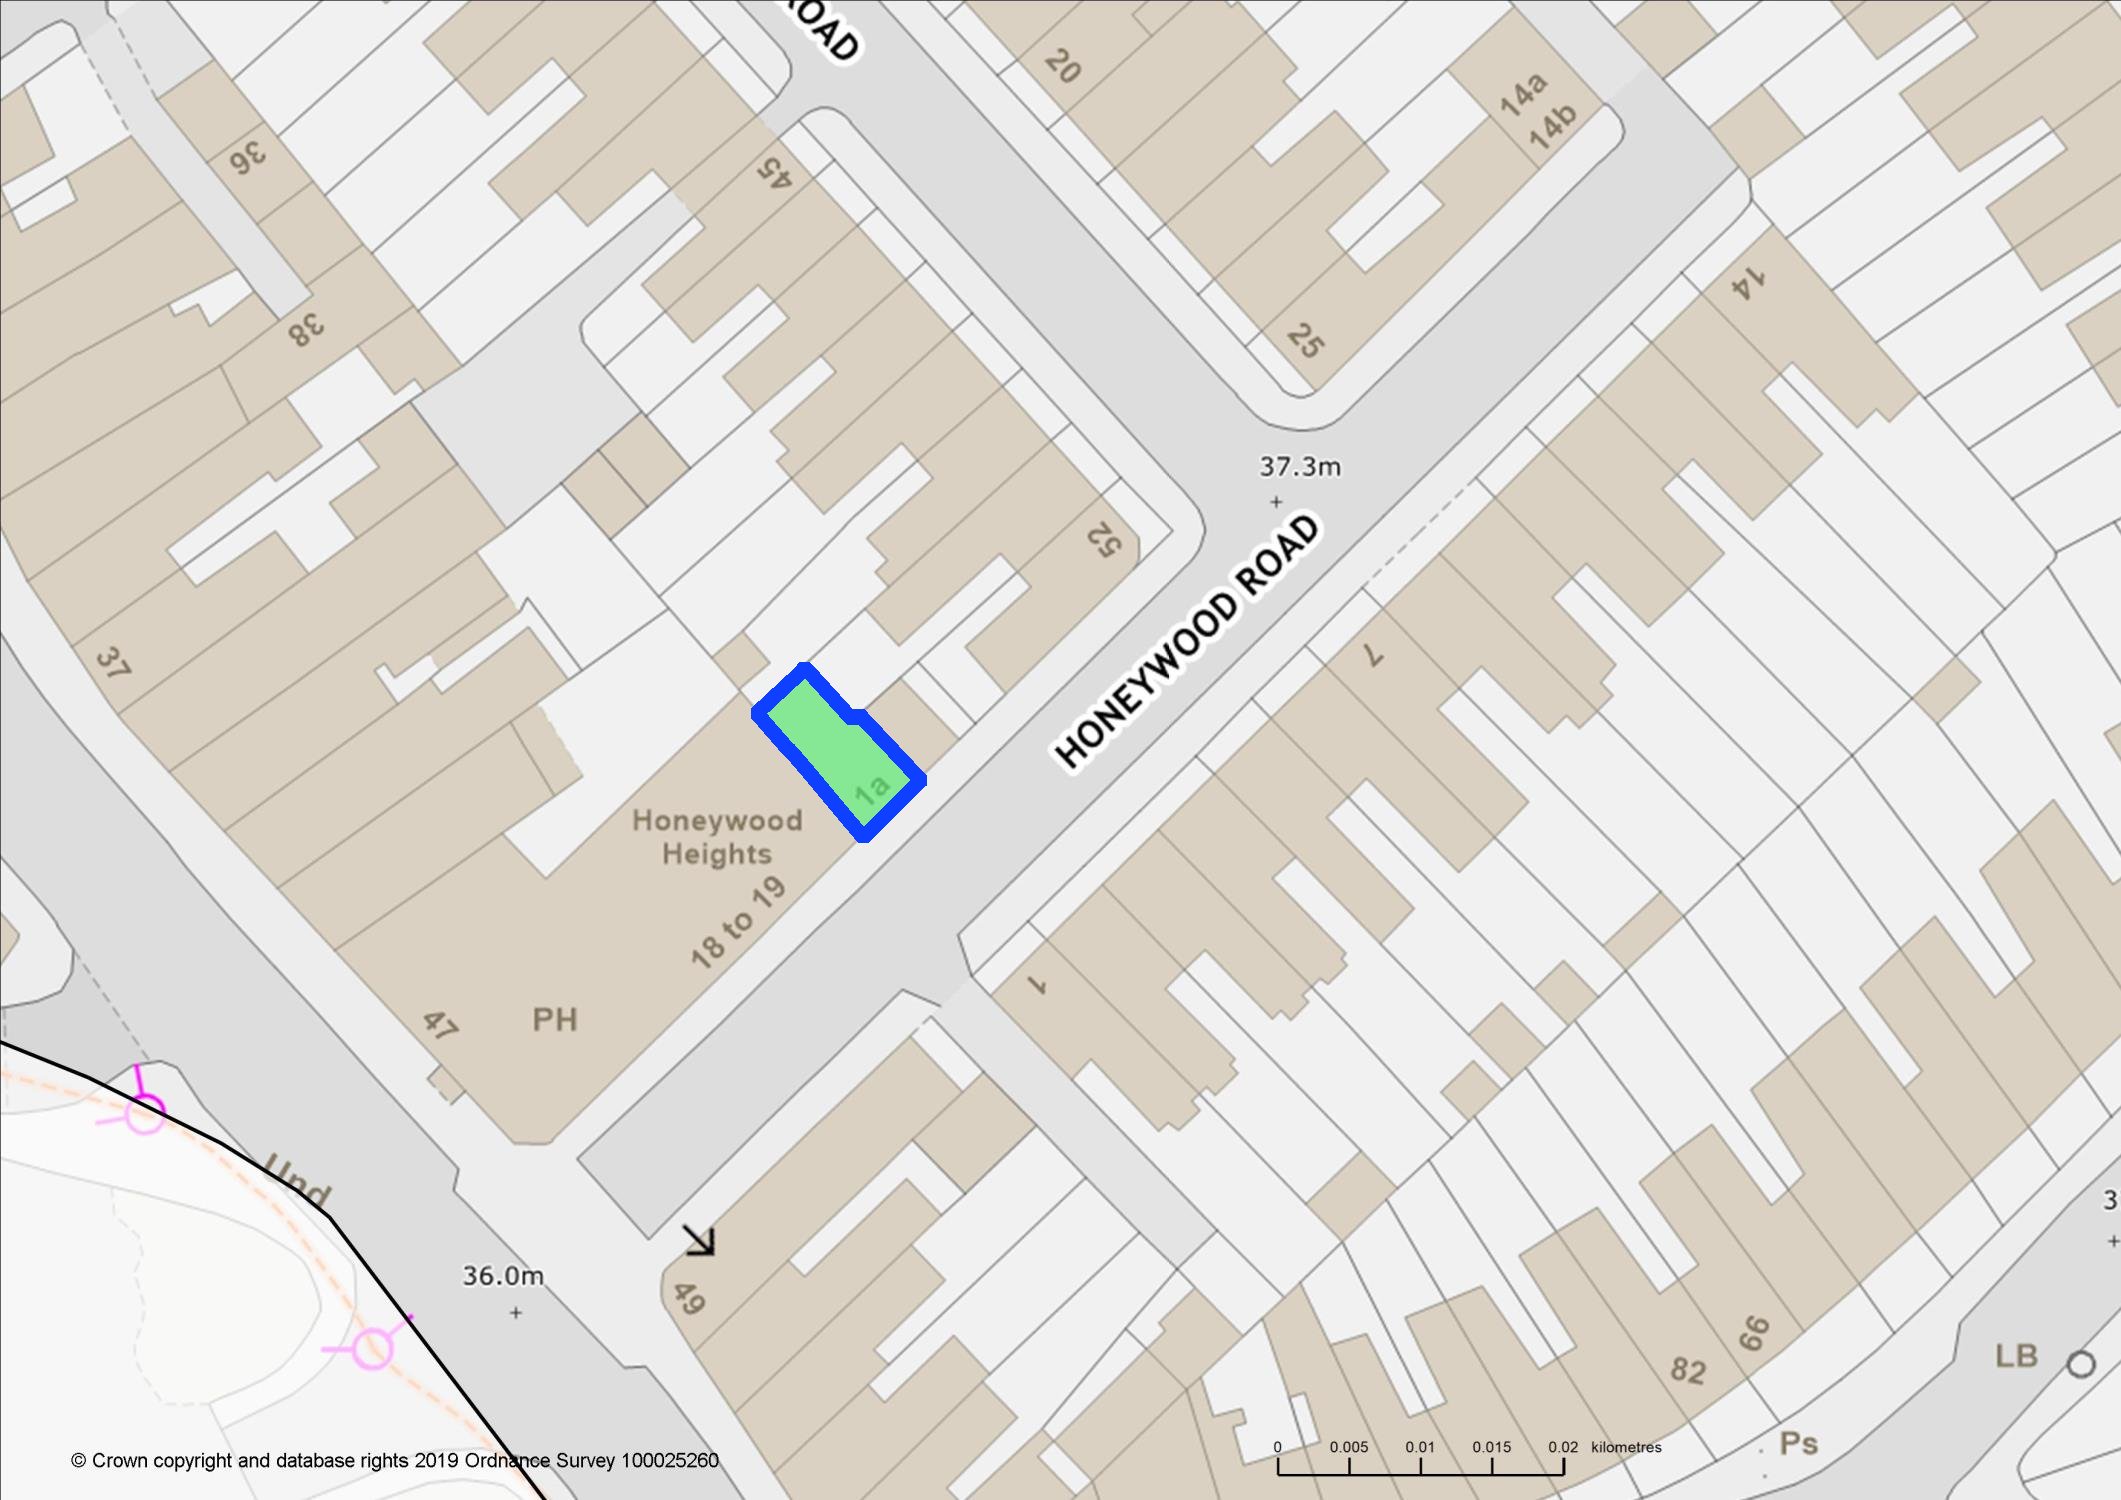 ROAD
20
14a
14b
36
45
14
38
25
37.3m
52
HONEYWOOD ROAD
7
37
1a
Honeywood
Heights
18 to 19
1
47
PH
Und
36.0m
49
3
66
82
LB
Ps
0 0.005 0.01 0.015 0.02 kilometres
© Crown copyright and database rights 2019 Ordnance Survey 100025260